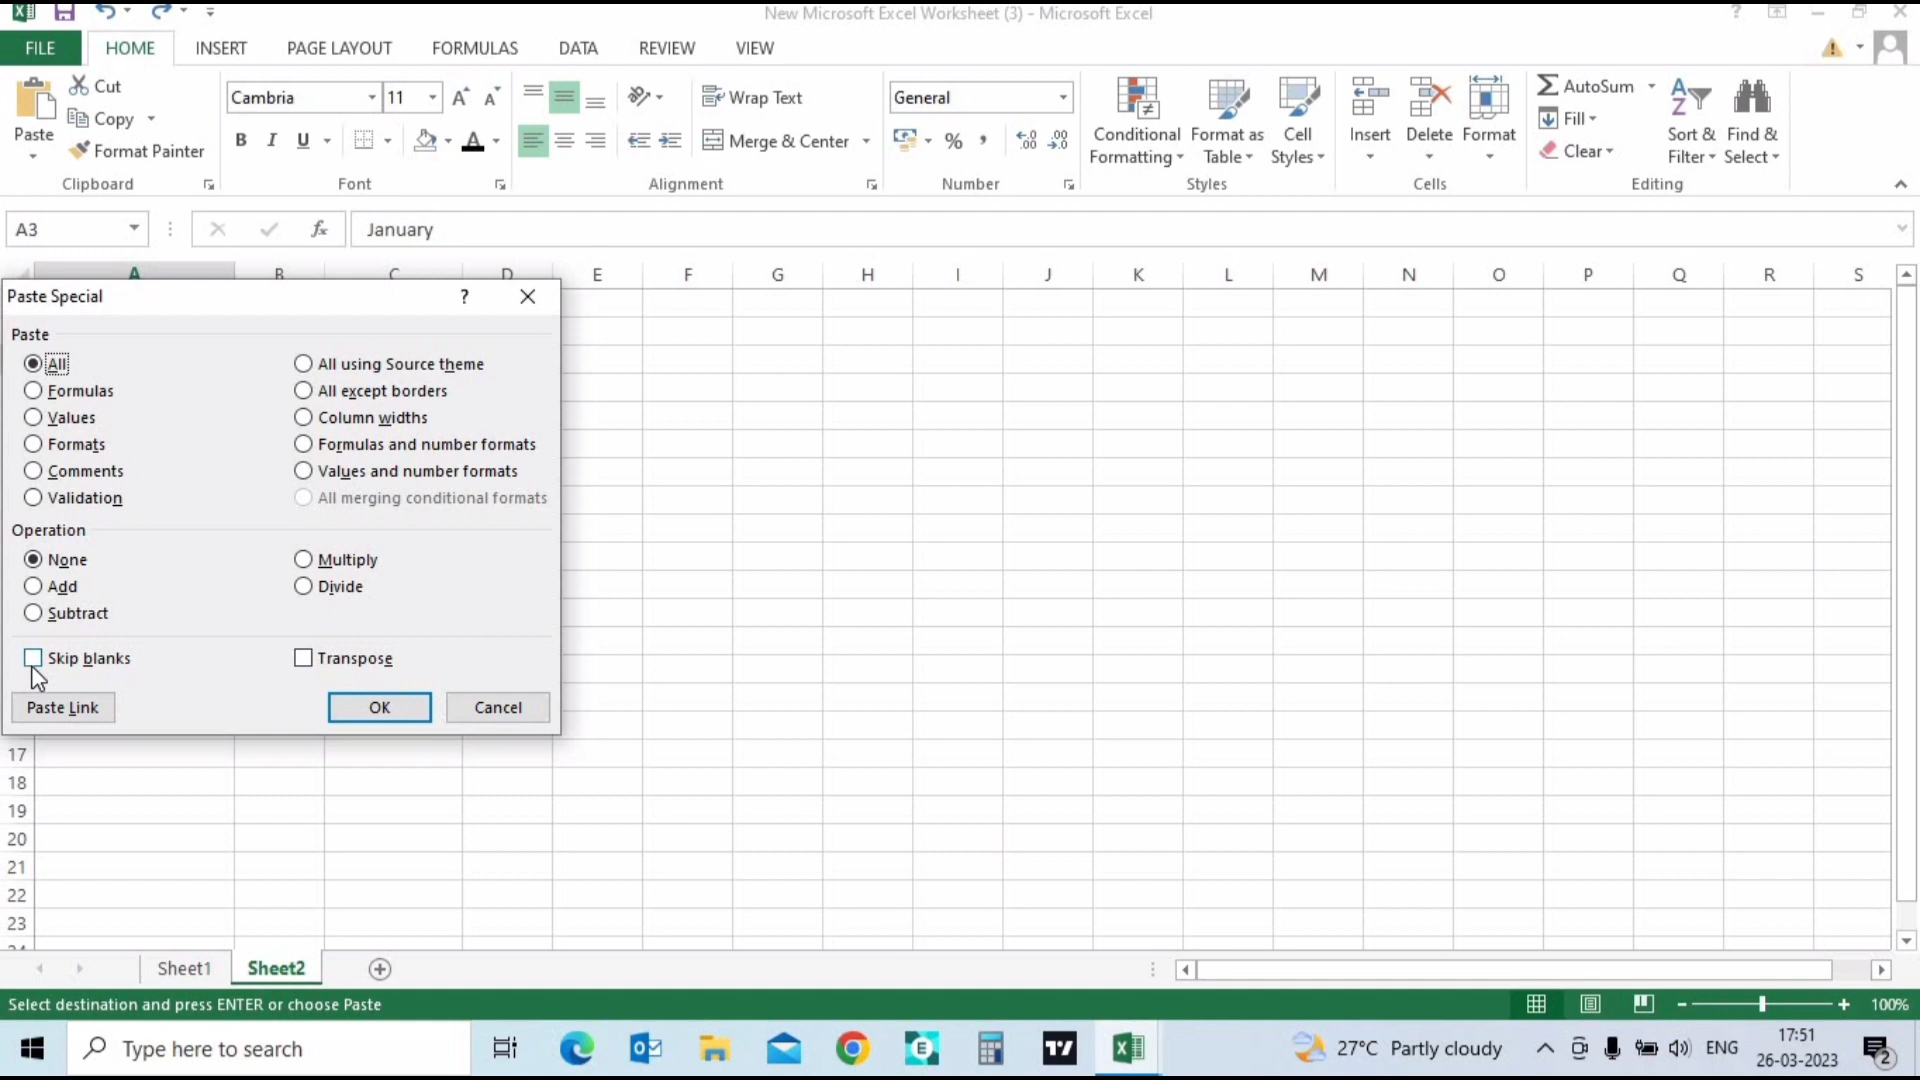 New Microsoft Excel Worksheet (3) - Microsoft Excel
FILE HOME INSERT PAGE LAYOUT FORMULAS DATA REVIEW VIEW
Paste
Cut
Copy
Format Painter
Clipboard
Cambria 11
B I U A
Font
Wrap Text
Merge & Center
Alignment
General
%
Number
Conditional Formatting
Format as Table
Cell Styles
Styles
Insert
Delete
Format
Cells
AutoSum
Fill
Clear
Sort & Filter
Find & Select
Editing
A3
fx
January
A B C D E F G H I J K L M N O P Q R S
Paste Special ?
Paste
All All using Source theme
Formulas All except borders
Values Column widths
Formats Formulas and number formats
Comments Values and number formats
Validation All merging conditional formats
Operation
None Multiply
Add Divide
Subtract
Skip blanks Transpose
Paste Link OK Cancel
17
18
19
20
21
22
23
Sheet1 Sheet2
Select destination and press ENTER or choose Paste 100%
Type here to search
27°C Partly cloudy
ENG
17:51
26-03-2023
2